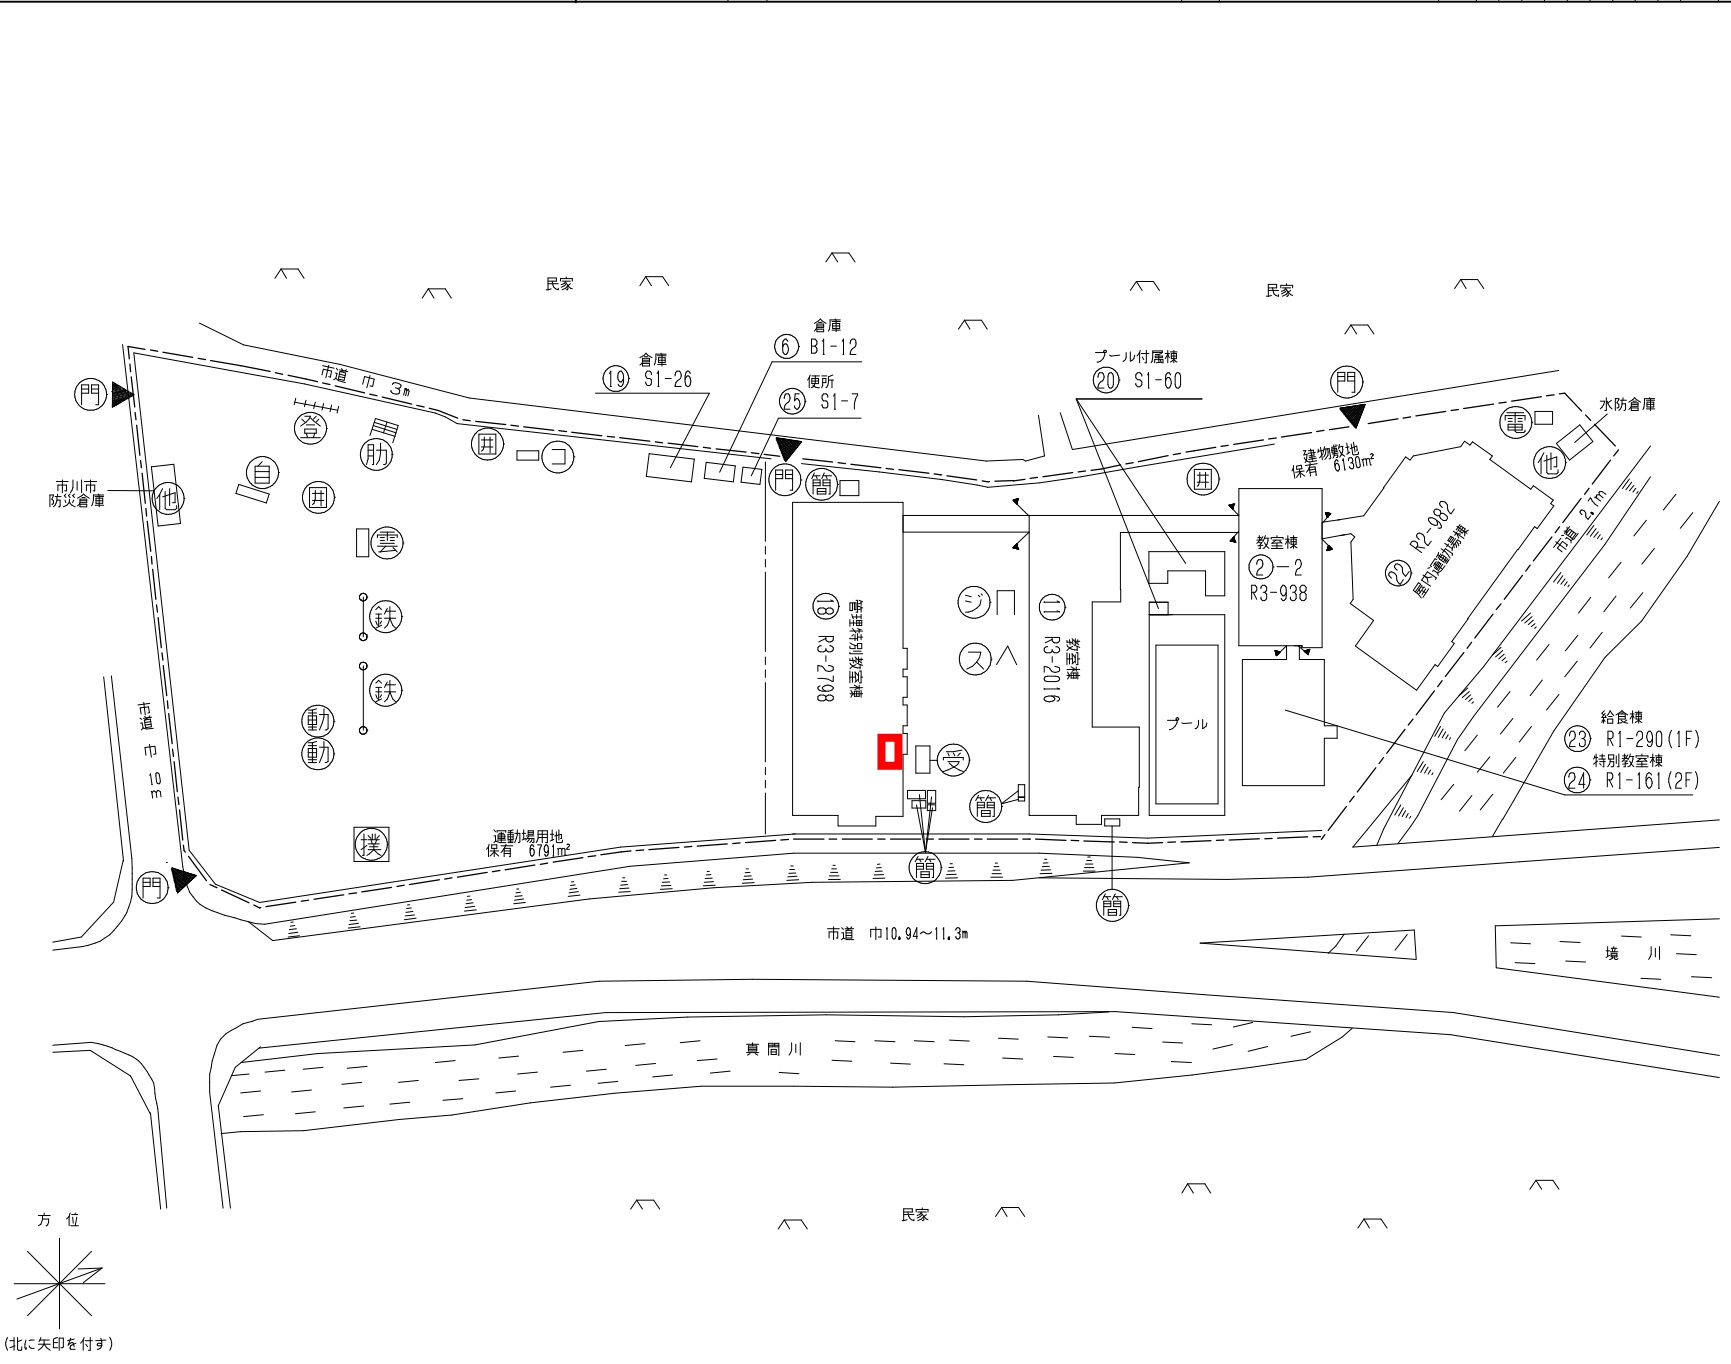 民家
民家
倉庫
⑥ B1-12
倉庫
⑲ S1-26
便所
㉕ S1-7
プール付属棟
⑳ S1-60
門
門
市道 巾 3m
登
肋
囲
コ
自
囲
市川市
防災倉庫
他
雲
鉄
鉄
動
動
撲
門
市道 巾 10m
門
簡
囲
建物敷地
保有 6130㎡
電
他
水防倉庫
市道 2.7m
⑱ R3-2798
管理特別教室棟
ジ
ス
受
簡
⑪ R3-2016
教室棟
プール
教室棟
②-2
R3-938
㉒ R2-982
屋内運動場棟
給食棟
㉓ R1-290(1F)
特別教室棟
㉔ R1-161(2F)
運動場用地
保有 6791㎡
簡
簡
市道 巾10.94～11.3m
境川
真間川
民家
方位
(北に矢印を付す)